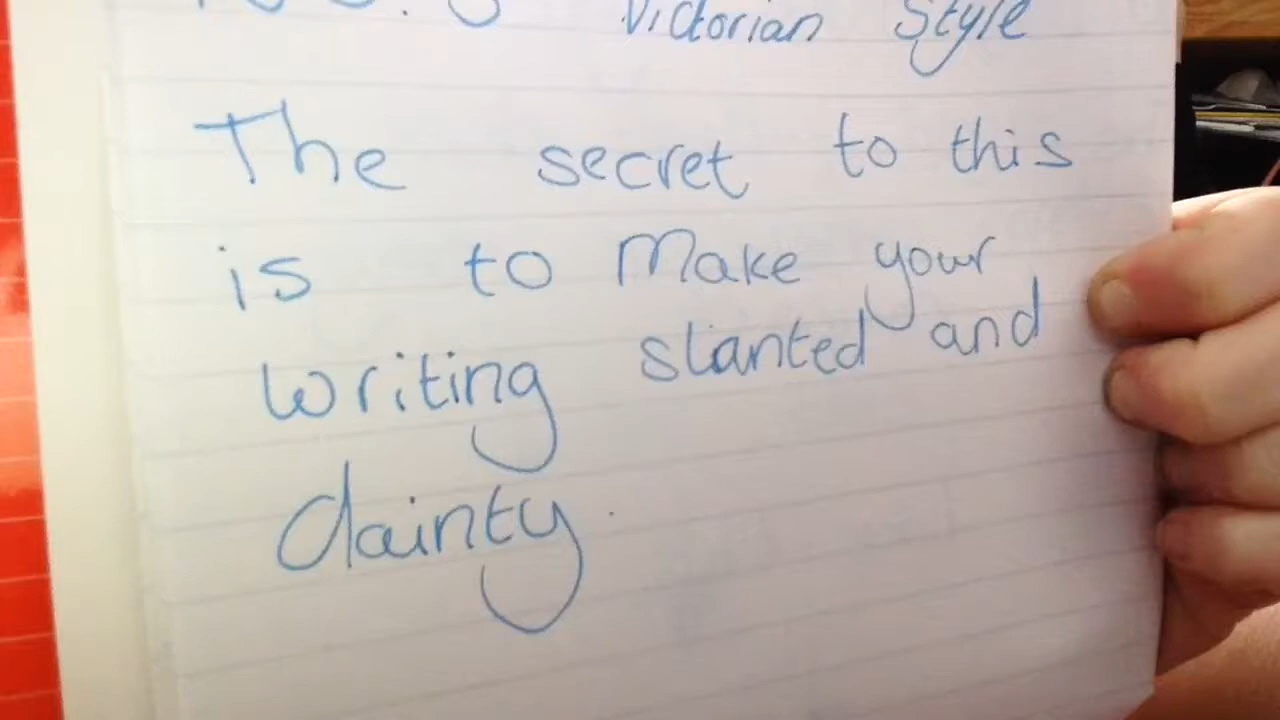 Victorian Style
The secret to this
is to Make your
writing slanted and
dainty.